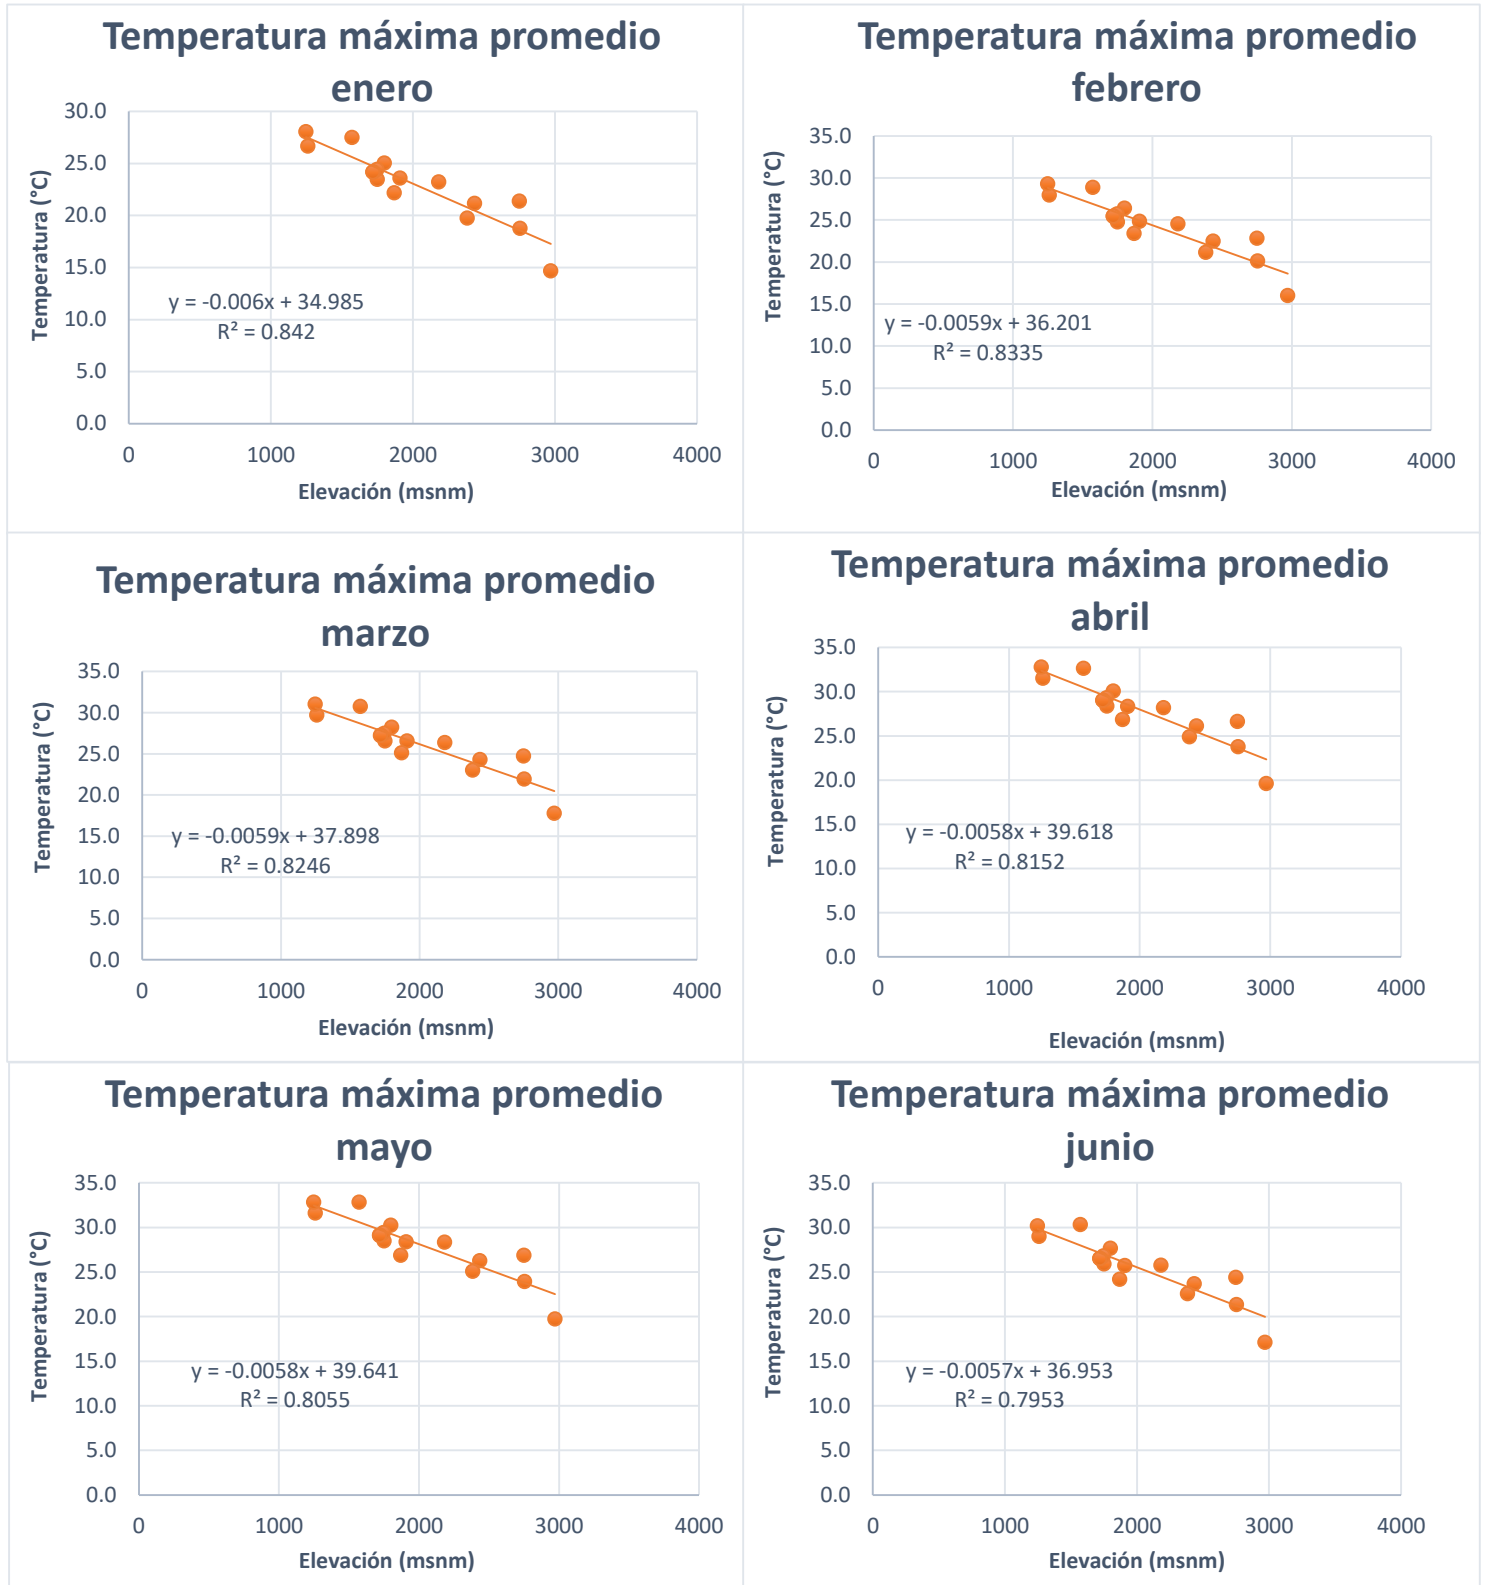 Temperatura máxima promedio
enero
30.0
25.0
20.0
15.0
10.0
5.0
0.0
Temperatura (°C)
y = -0.006x + 34.985
R² = 0.842
0 1000 2000 3000 4000
Elevación (msnm)
Temperatura máxima promedio
febrero
35.0
30.0
25.0
20.0
15.0
10.0
5.0
0.0
Temperatura (°C)
y = -0.0059x + 36.201
R² = 0.8335
0 1000 2000 3000 4000
Elevación (msnm)
Temperatura máxima promedio
marzo
35.0
30.0
25.0
20.0
15.0
10.0
5.0
0.0
Temperatura (°C)
y = -0.0059x + 37.898
R² = 0.8246
0 1000 2000 3000 4000
Elevación (msnm)
Temperatura máxima promedio
abril
35.0
30.0
25.0
20.0
15.0
10.0
5.0
0.0
Temperatura (°C)
y = -0.0058x + 39.618
R² = 0.8152
0 1000 2000 3000 4000
Elevación (msnm)
Temperatura máxima promedio
mayo
35.0
30.0
25.0
20.0
15.0
10.0
5.0
0.0
Temperatura (°C)
y = -0.0058x + 39.641
R² = 0.8055
0 1000 2000 3000 4000
Elevación (msnm)
Temperatura máxima promedio
junio
35.0
30.0
25.0
20.0
15.0
10.0
5.0
0.0
Temperatura (°C)
y = -0.0057x + 36.953
R² = 0.7953
0 1000 2000 3000 4000
Elevación (msnm)